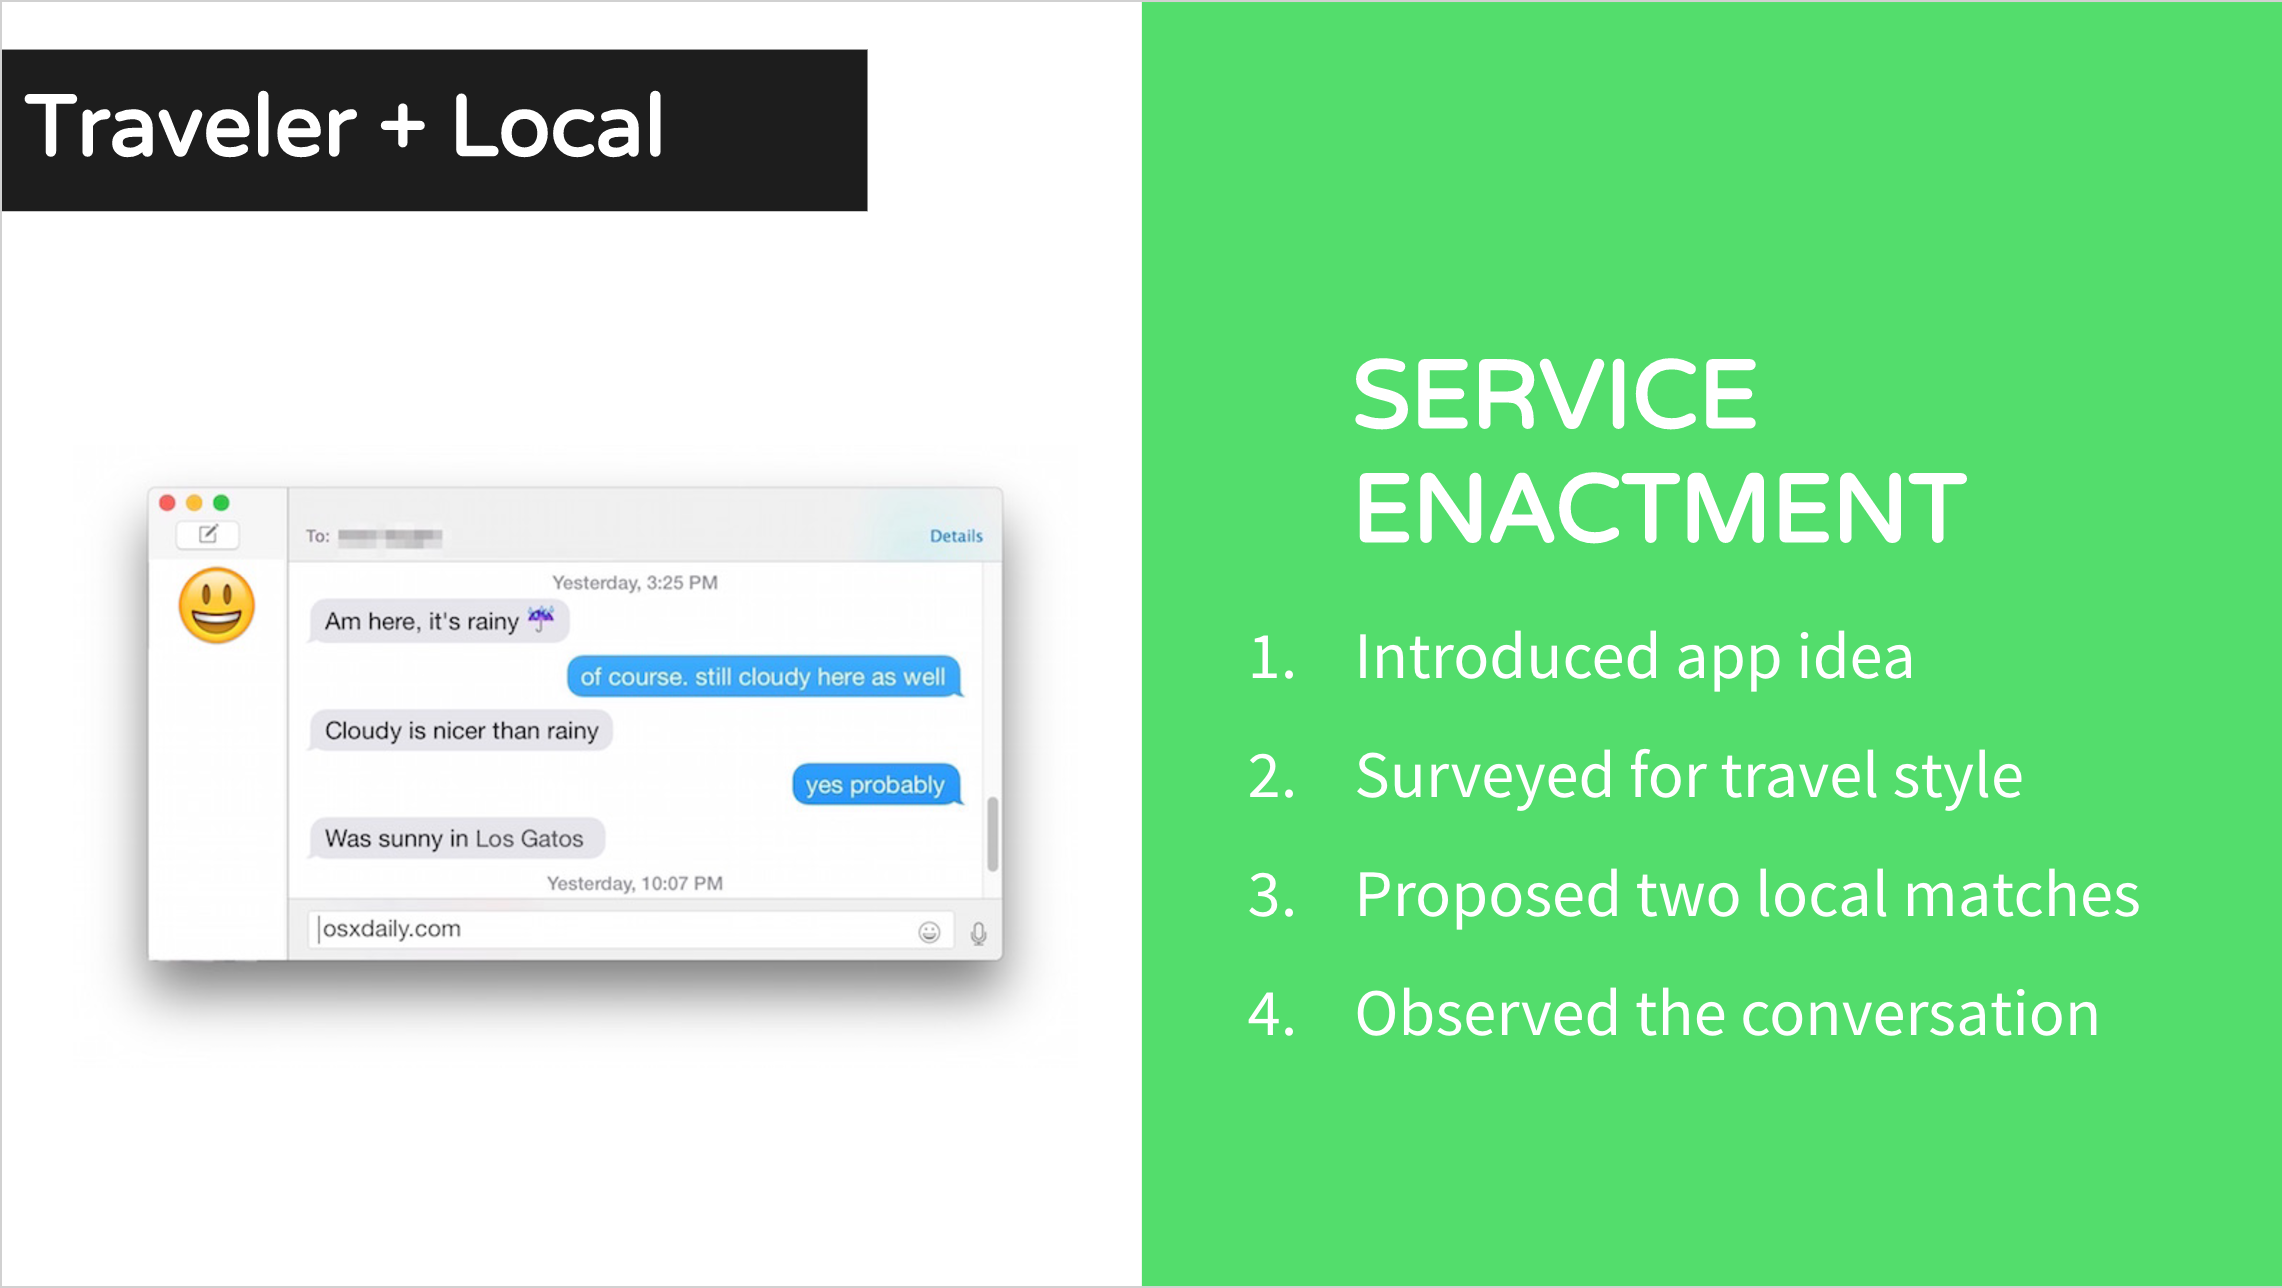 Traveler + Local
To:
Details
Yesterday, 3:25 PM
Am here, it's rainy ☔
of course. still cloudy here as well
Cloudy is nicer than rainy
yes probably
Was sunny in Los Gatos
Yesterday, 10:07 PM
osxdaily.com
SERVICE
ENACTMENT
1. Introduced app idea
2. Surveyed for travel style
3. Proposed two local matches
4. Observed the conversation